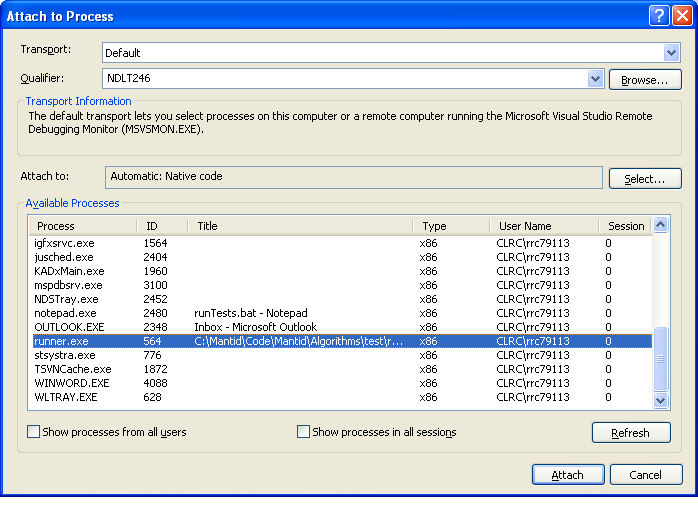 Attach to Process
Transport: Default
Qualifier: NDLT246 Browse...
Transport Information
The default transport lets you select processes on this computer or a remote computer running the Microsoft Visual Studio Remote
Debugging Monitor (MSVSMON.EXE).
Attach to: Automatic: Native code Select...
Available Processes
Process ID Title Type User Name Session
igfxsrvc.exe 1564 x86 CLRC\rrc79113 0
jusched.exe 2404 x86 CLRC\rrc79113 0
KADxMain.exe 1960 x86 CLRC\rrc79113 0
mspdbsrv.exe 3100 x86 CLRC\rrc79113 0
NDSTray.exe 2452 x86 CLRC\rrc79113 0
notepad.exe 2480 runTests.bat - Notepad x86 CLRC\rrc79113 0
OUTLOOK.EXE 2348 Inbox - Microsoft Outlook x86 CLRC\rrc79113 0
runner.exe 564 C:\Mantid\Code\Mantid\Algorithms\test\r... x86 CLRC\rrc79113 0
stsystra.exe 776 x86 CLRC\rrc79113 0
TSVNCache.exe 1872 x86 CLRC\rrc79113 0
WINWORD.EXE 4088 x86 CLRC\rrc79113 0
WLTRAY.EXE 628 x86 CLRC\rrc79113 0
Show processes from all users Show processes in all sessions Refresh
Attach Cancel